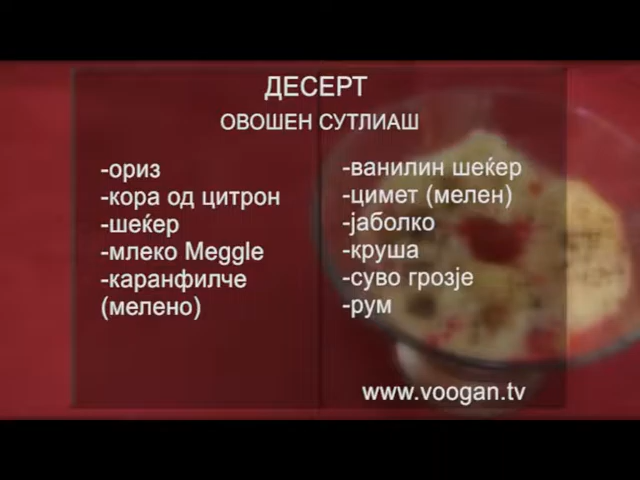 ДЕСЕРТ
ОВОШЕН СУТЛИАШ
-ориз
-кора од цитрон
-шеќер
-млеко Meggle
-каранфилче
(мелено)
-ванилин шеќер
-цимет (мелен)
-јаболко
-круша
-суво грозје
-рум
www.voogan.tv